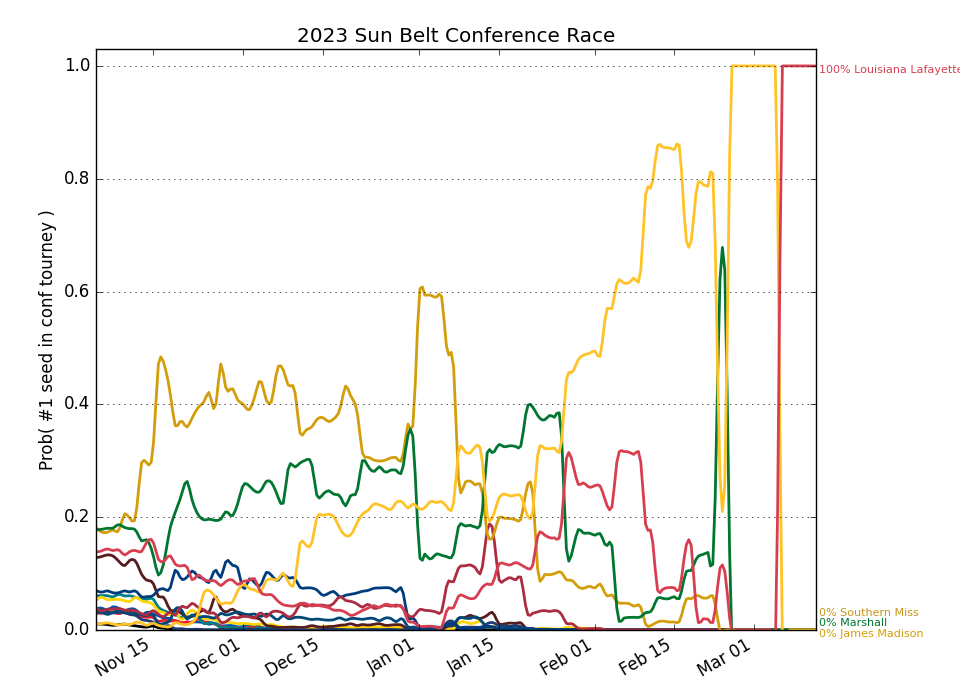 2023 Sun Belt Conference Race
Prob( #1 seed in conf tourney )
1.0
0.8
0.6
0.4
0.2
0.0
Nov 15
Dec 01
Dec 15
Jan 01
Jan 15
Feb 01
Feb 15
Mar 01
100% Louisiana Lafayette
0% Southern Miss
0% Marshall
0% James Madison